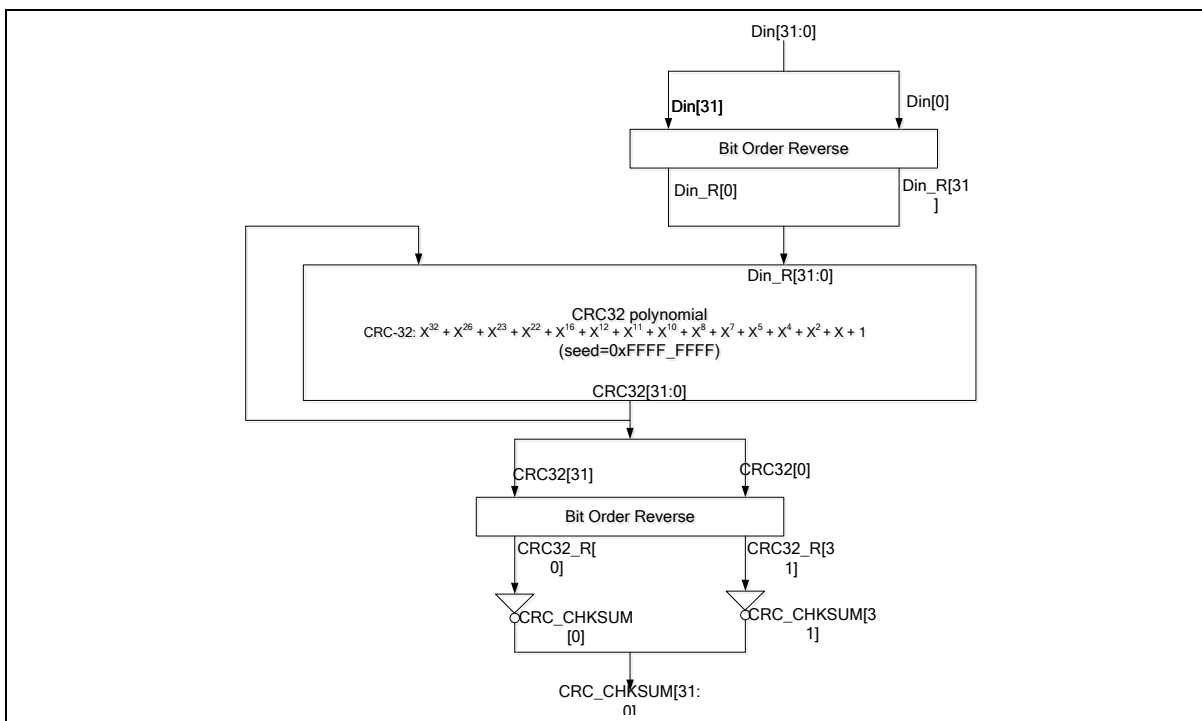 Din[31:0]
Din[31]
Din[0]
Bit Order Reverse
Din_R[0]
Din_R[31
]
Din_R[31:0]
CRC32 polynomial
CRC-32: X³² + X²⁶ + X²³ + X²² + X¹⁶ + X¹² + X¹¹ + X¹⁰ + X⁸ + X⁷ + X⁵ + X⁴ + X² + X + 1
(seed=0xFFFF_FFFF)
CRC32[31:0]
CRC32[31]
CRC32[0]
Bit Order Reverse
CRC32_R[
0]
CRC32_R[3
1]
CRC_CHKSUM
[0]
CRC_CHKSUM[3
1]
CRC_CHKSUM[31:
0]